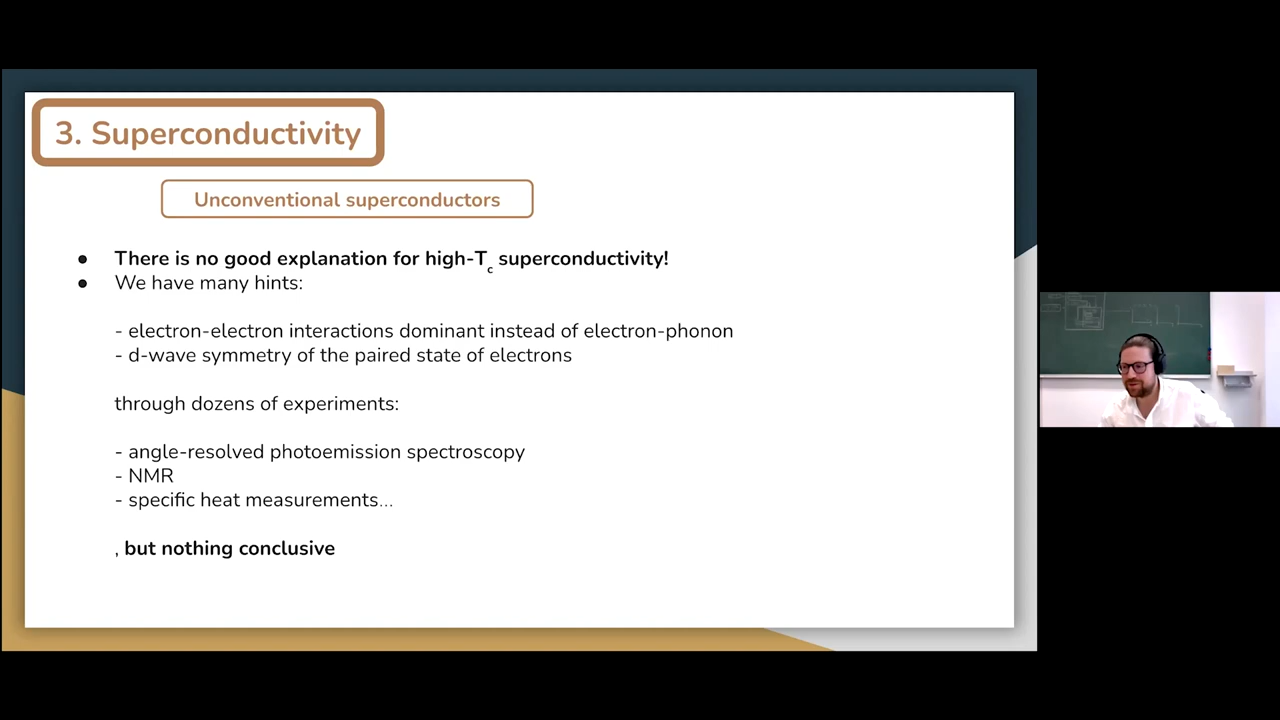 3. Superconductivity
Unconventional superconductors
● There is no good explanation for high-Tc superconductivity!
● We have many hints:
- electron-electron interactions dominant instead of electron-phonon
- d-wave symmetry of the paired state of electrons
through dozens of experiments:
- angle-resolved photoemission spectroscopy
- NMR
- specific heat measurements...
, but nothing conclusive